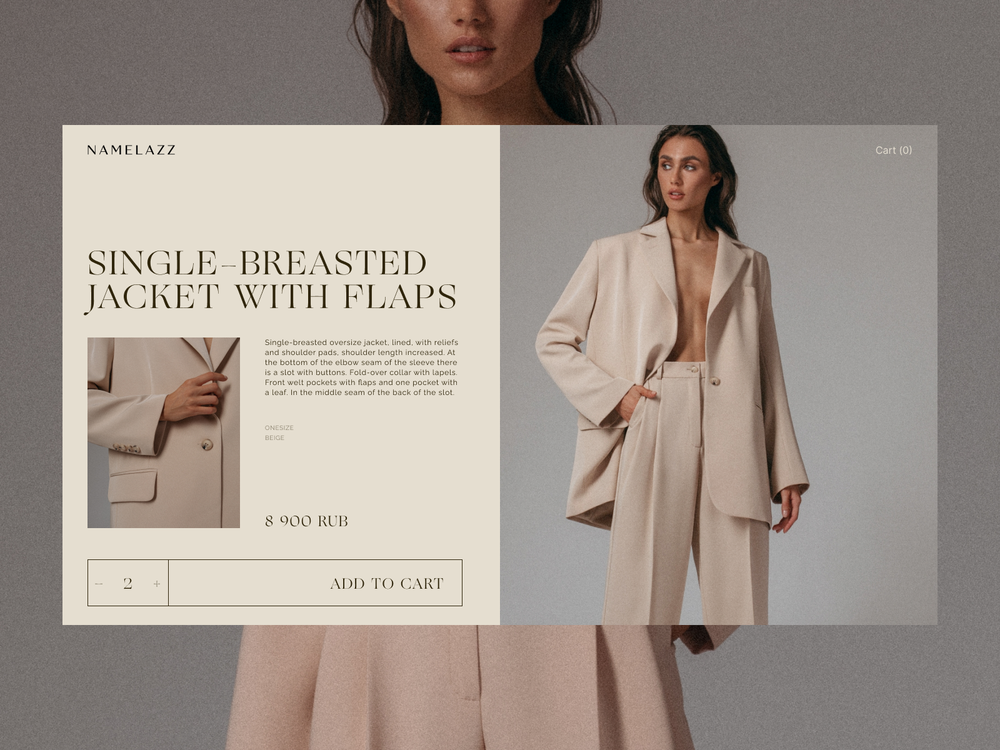 NAMELAZZ
Cart (0)
SINGLE–BREASTED
JACKET WITH FLAPS
Single-breasted oversize jacket, lined, with reliefs
and shoulder pads, shoulder length increased. At
the bottom of the elbow seam of the sleeve there
is a slot with buttons. Fold-over collar with lapels.
Front welt pockets with flaps and one pocket with
a leaf. In the middle seam of the back of the slot.
ONESIZE
BEIGE
8 900 RUB
– 2 + ADD TO CART